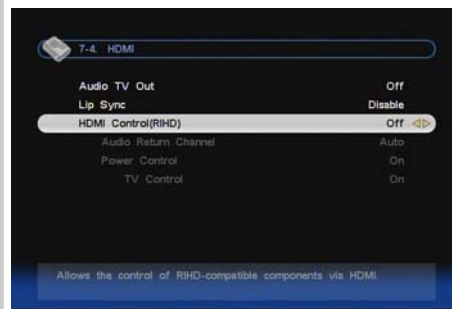 7-4. HDMI
Audio TV Out Off
Lip Sync Disable
HDMI Control(RIHD) Off
Audio Return Channel Auto
Power Control On
TV Control On
Allows the control of RIHD-compatible components via HDMI.